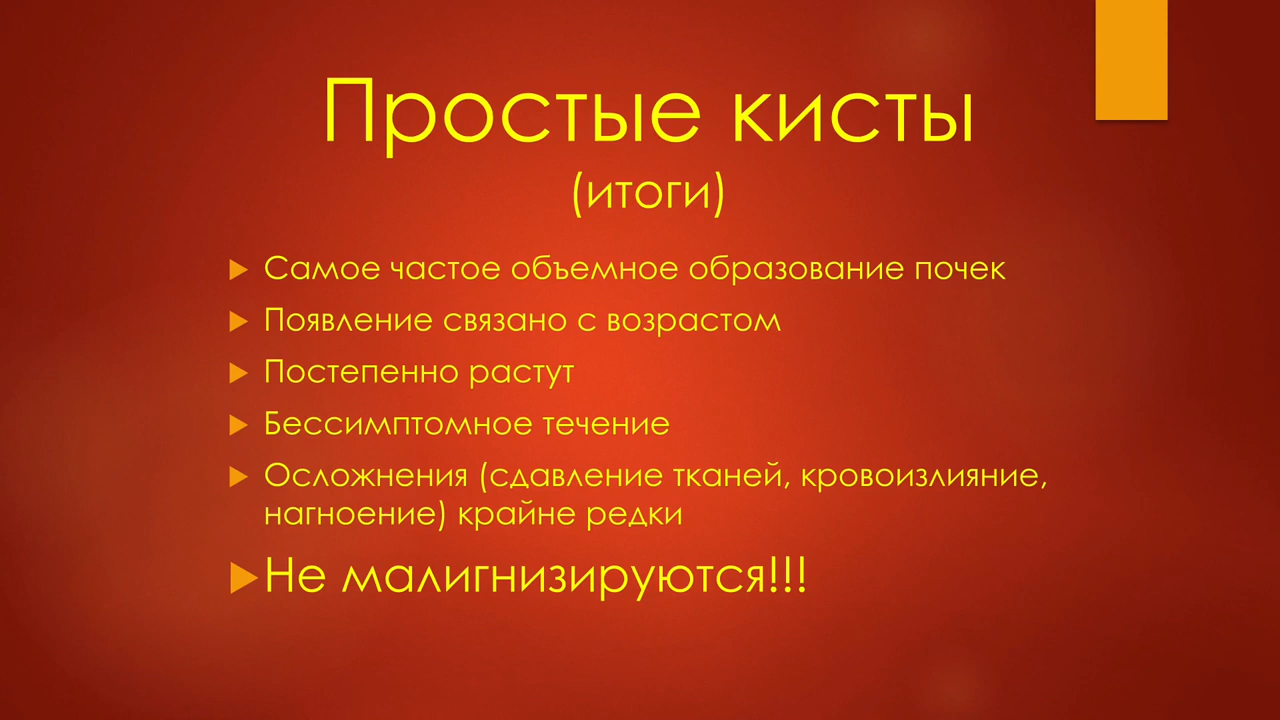 Простые кисты
(итоги)
Самое частое объемное образование почек
Появление связано с возрастом
Постепенно растут
Бессимптомное течение
Осложнения (сдавление тканей, кровоизлияние,
нагноение) крайне редки
Не малигнизируются!!!